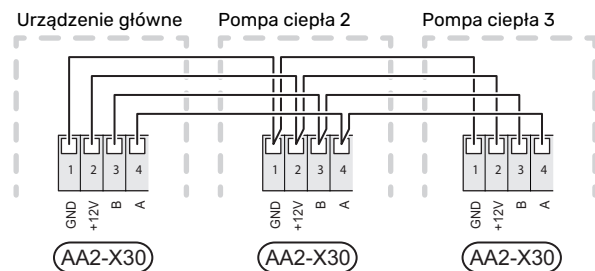 Urządzenie główne Pompa ciepła 2 Pompa ciepła 3
1 2 3 4 1 2 3 4 1 2 3 4
GND +12V B A GND +12V B A GND +12V B A
AA2-X30 AA2-X30 AA2-X30